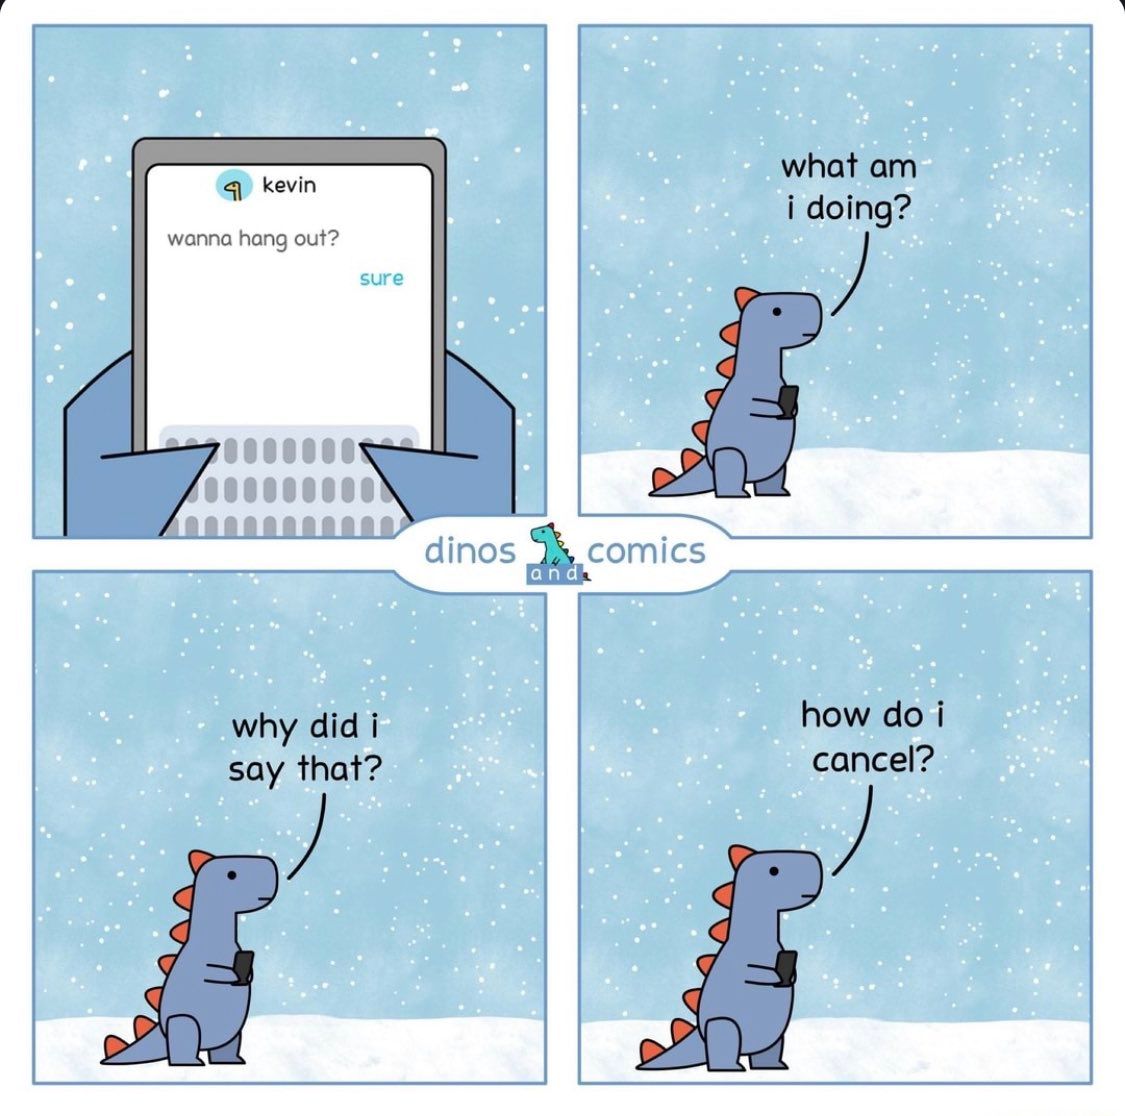 kevin
wanna hang out?
sure
what am
i doing?
dinos and comics
why did i
say that?
how do i
cancel?